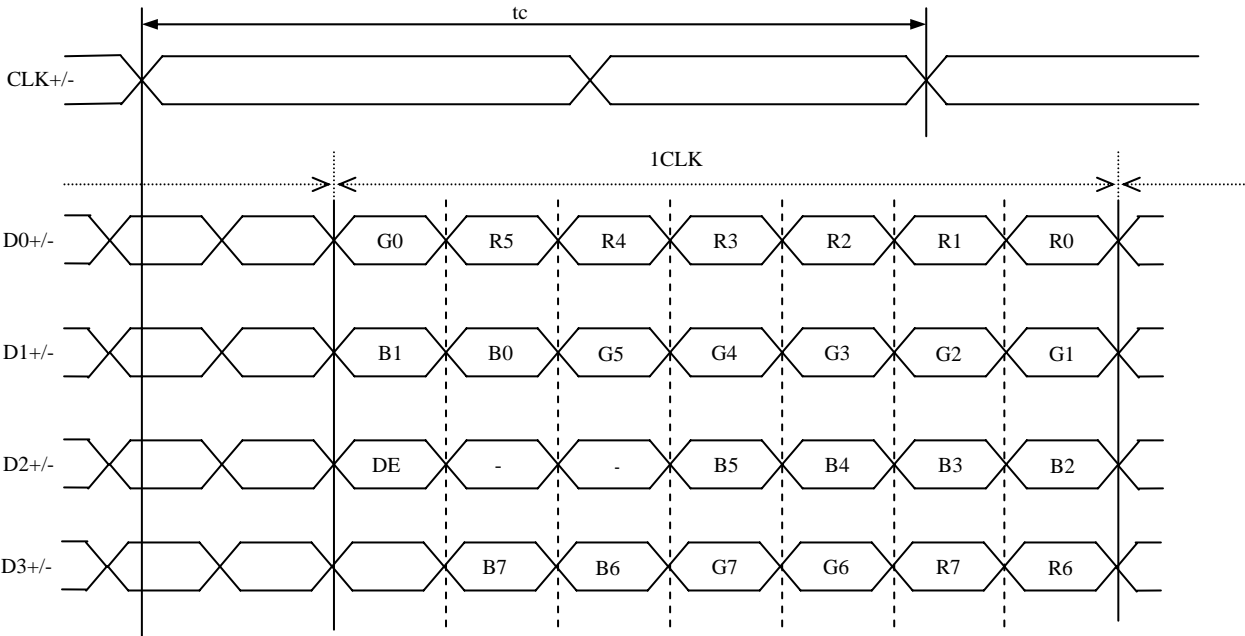 tc
CLK+/-
1CLK
D0+/- G0 R5 R4 R3 R2 R1 R0
D1+/- B1 B0 G5 G4 G3 G2 G1
D2+/- DE - - B5 B4 B3 B2
D3+/- B7 B6 G7 G6 R7 R6